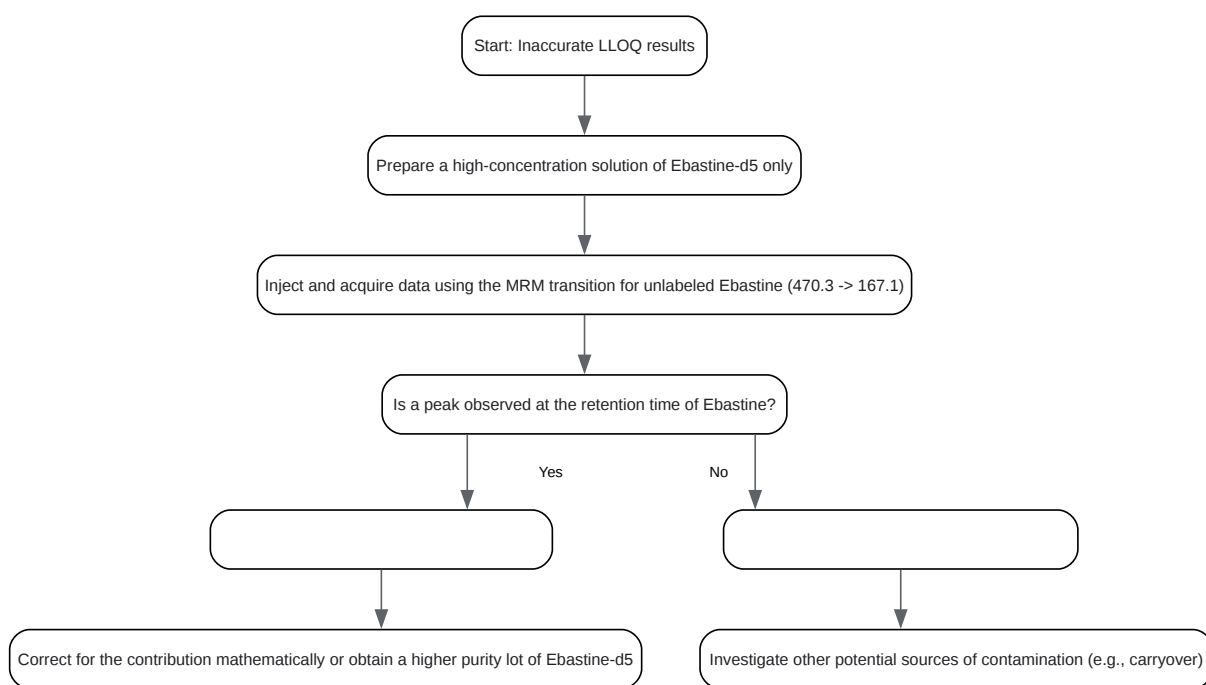 Start: Inaccurate LLOQ results
Prepare a high-concentration solution of Ebastine-d5 only
Inject and acquire data using the MRM transition for unlabeled Ebastine (470.3 -> 167.1)
Is a peak observed at the retention time of Ebastine?
Yes
No
Correct for the contribution mathematically or obtain a higher purity lot of Ebastine-d5
Investigate other potential sources of contamination (e.g., carryover)